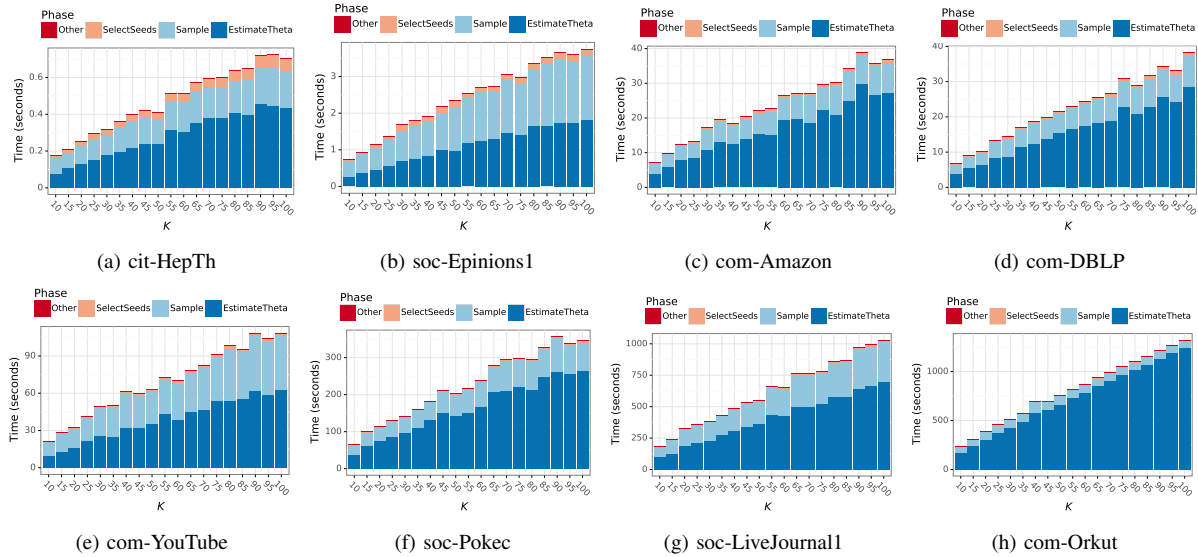 Phase
Other SelectSeeds Sample EstimateTheta
Time (seconds)
0.6
0.4
0.2
0
10 15 20 25 30 35 40 45 50 55 60 65 70 75 80 85 90 95 100
K
(a) cit-HepTh
Phase
Other SelectSeeds Sample EstimateTheta
Time (seconds)
3
2
1
0
10 15 20 25 30 35 40 45 50 55 60 65 70 75 80 85 90 95 100
K
(b) soc-Epinions1
Phase
Other SelectSeeds Sample EstimateTheta
Time (seconds)
40
30
20
10
0
10 15 20 25 30 35 40 45 50 55 60 65 70 75 80 85 90 95 100
K
(c) com-Amazon
Phase
Other SelectSeeds Sample EstimateTheta
Time (seconds)
40
30
20
10
0
10 15 20 25 30 35 40 45 50 55 60 65 70 75 80 85 90 95 100
K
(d) com-DBLP
Phase
Other SelectSeeds Sample EstimateTheta
Time (seconds)
90
60
30
0
10 15 20 25 30 35 40 45 50 55 60 65 70 75 80 85 90 95 100
K
(e) com-YouTube
Phase
Other SelectSeeds Sample EstimateTheta
Time (seconds)
300
200
100
0
10 15 20 25 30 35 40 45 50 55 60 65 70 75 80 85 90 95 100
K
(f) soc-Pokec
Phase
Other SelectSeeds Sample EstimateTheta
Time (seconds)
1000
750
500
250
0
10 15 20 25 30 35 40 45 50 55 60 65 70 75 80 85 90 95 100
K
(g) soc-LiveJournal1
Phase
Other SelectSeeds Sample EstimateTheta
Time (seconds)
1000
500
0
10 15 20 25 30 35 40 45 50 55 60 65 70 75 80 85 90 95 100
K
(h) com-Orkut